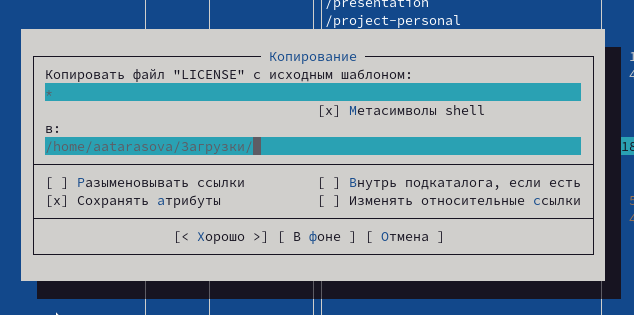 /presentation
/project-personal
Копирование
Копировать файл "LICENSE" с исходным шаблоном:
*
[x] Метасимволы shell
в:
/home/aatarasova/Загрузки/
[ ] Разыменовывать ссылки [ ] Внутрь подкаталога, если есть
[x] Сохранять атрибуты [ ] Изменять относительные ссылки
[< Хорошо >] [ В фоне ] [ Отмена ]